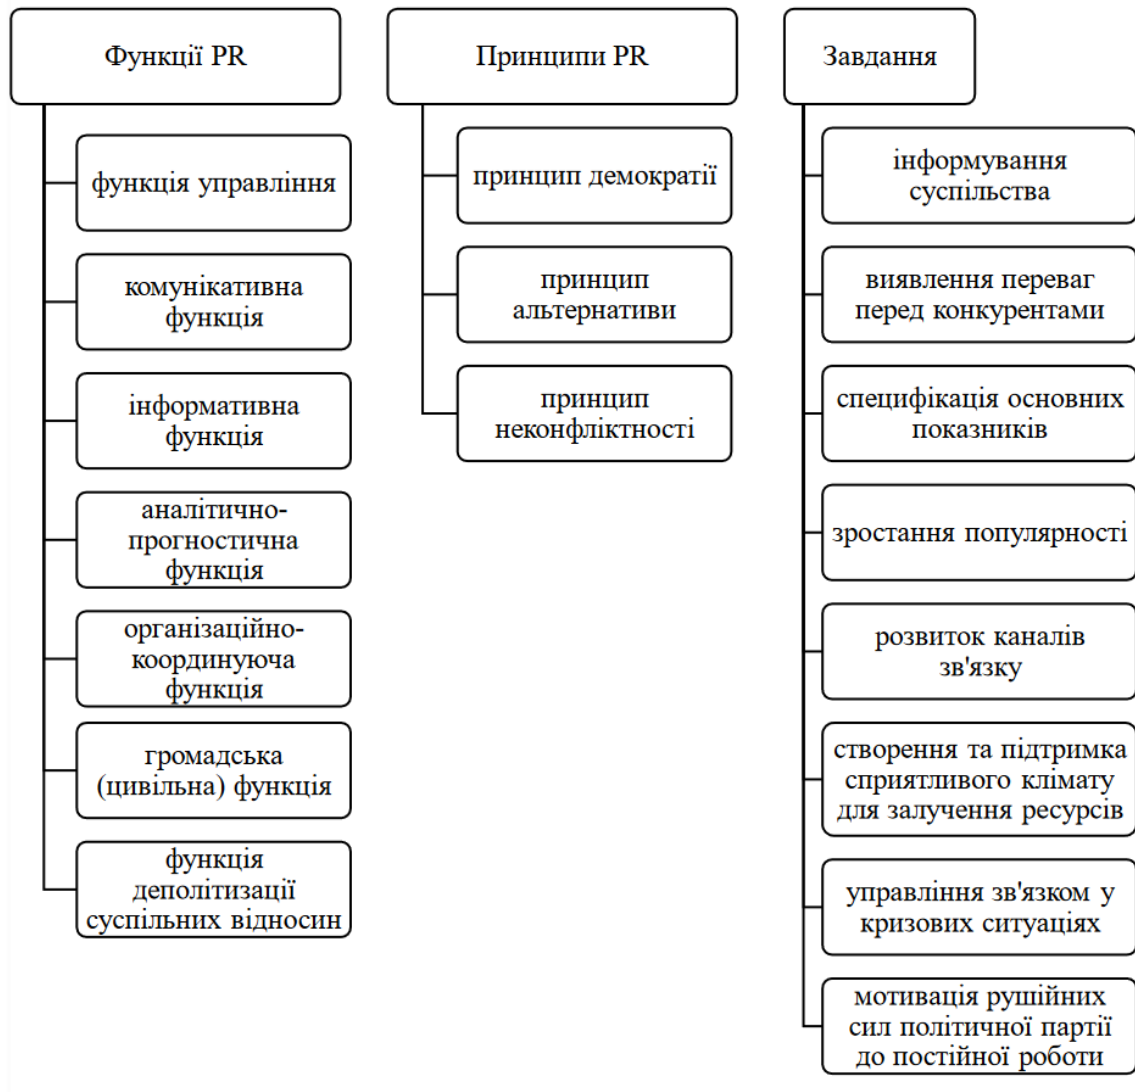 Функції PR
функція управління
комунікативна
функція
інформативна
функція
аналітично-
прогностична
функція
організаційно-
координуюча
функція
громадська
(цивільна) функція
функція
деполітизації
суспільних відносин
Принципи PR
принцип демократії
принцип
альтернативи
принцип
неконфліктності
Завдання
інформування
суспільства
виявлення переваг
перед конкурентами
специфікація основних
показників
зростання популярності
розвиток каналів
зв'язку
створення та підтримка
сприятливого клімату
для залучення ресурсів
управління зв'язком у
кризових ситуаціях
мотивація рушійних
сил політичної партії
до постійної роботи